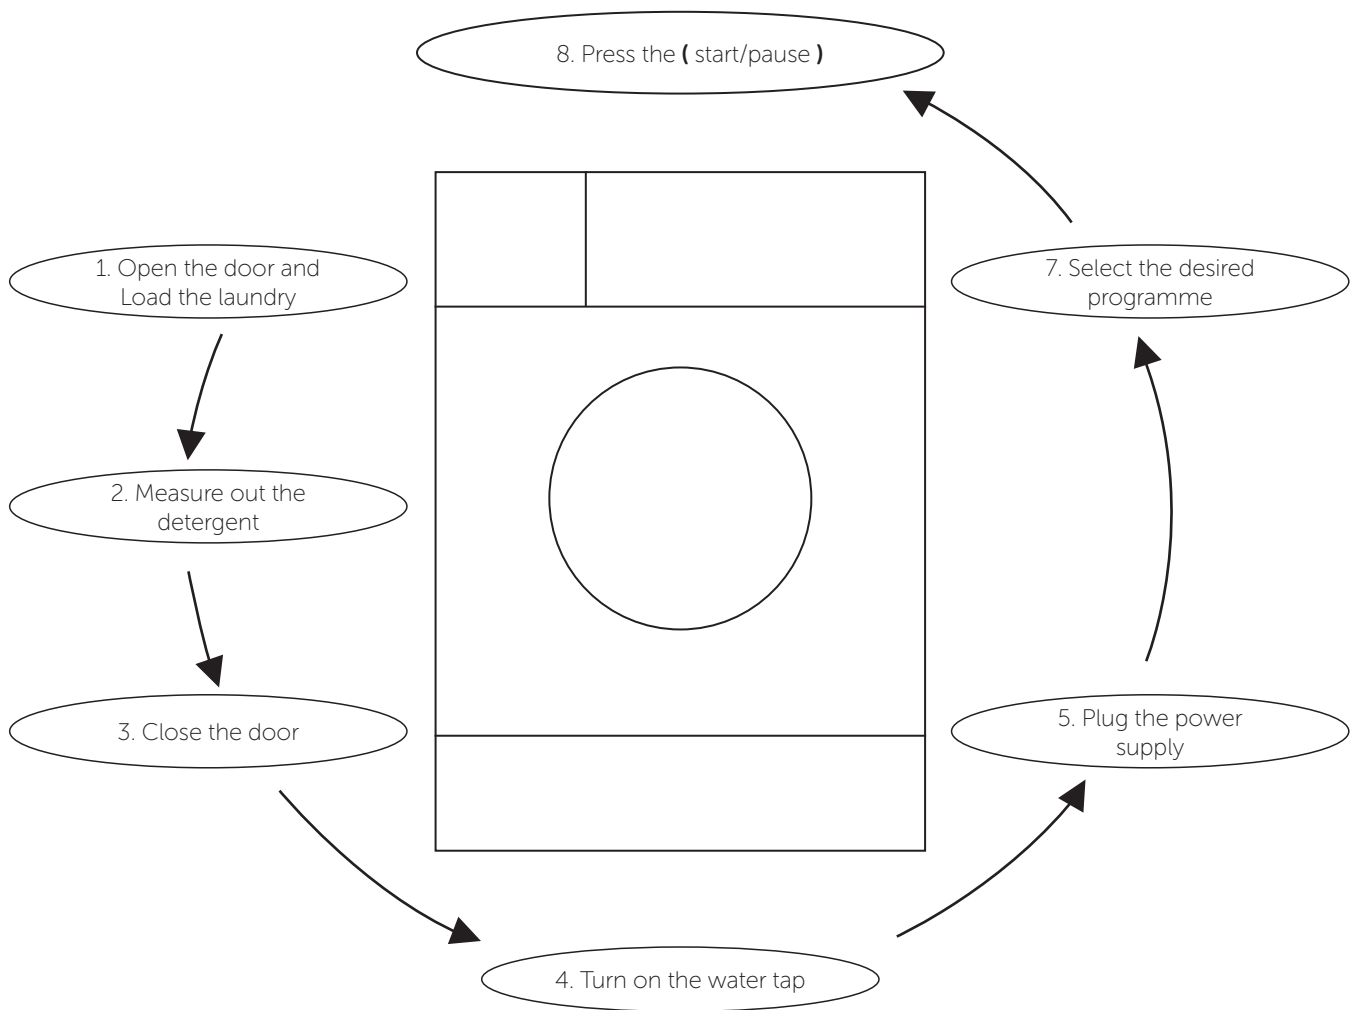 1. Open the door and
Load the laundry
2. Measure out the
detergent
3. Close the door
4. Turn on the water tap
5. Plug the power
supply
7. Select the desired
programme
8. Press the ( start/pause )